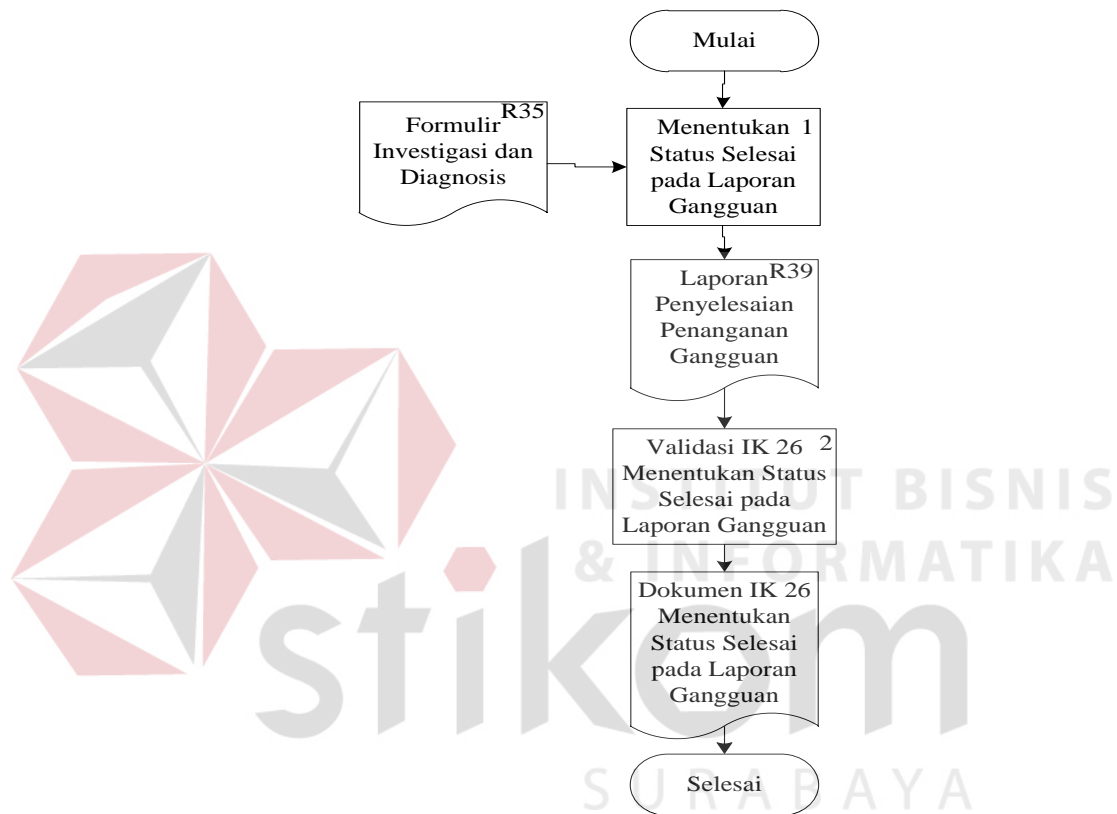 Mulai
R35
Formulir
Investigasi dan
Diagnosis
Menentukan 1
Status Selesai
pada Laporan
Gangguan
Laporan R39
Penyelesaian
Penanganan
Gangguan
Validasi IK 26 2
Menentukan Status
Selesai pada
Laporan Gangguan
Dokumen IK 26
Menentukan
Status Selesai
pada Laporan
Gangguan
Selesai
INSTITUT BISNIS
& INFORMATIKA
stikom
SURABAYA